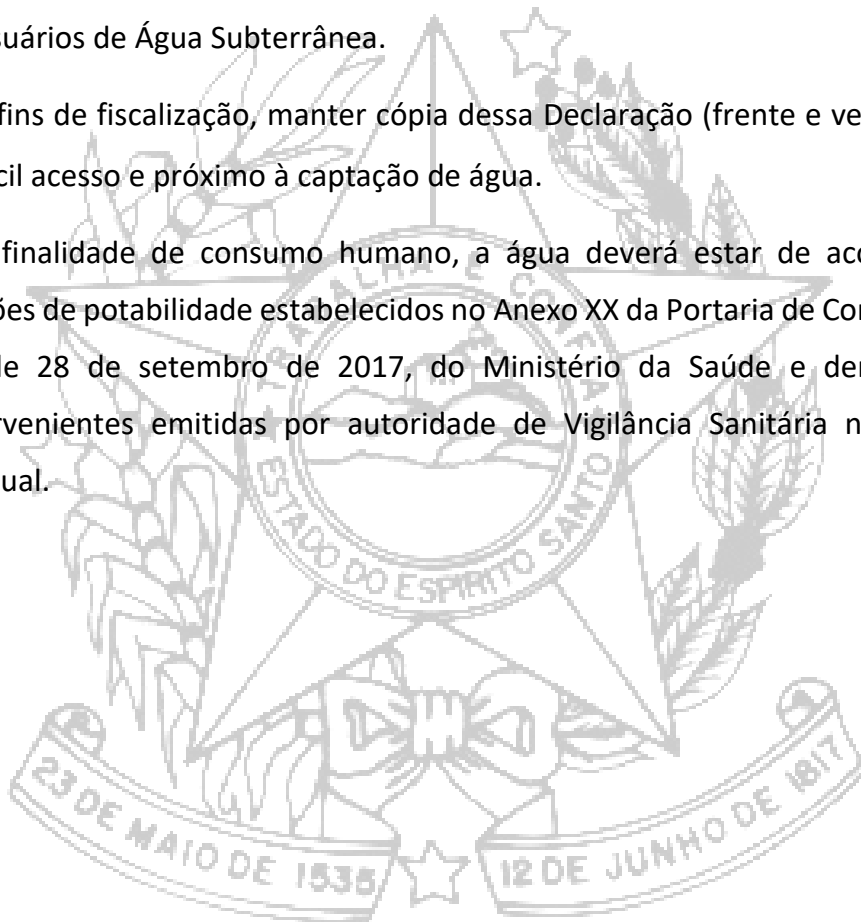 suários de Água Subterrânea.
fins de fiscalização, manter cópia dessa Declaração (frente e ve
cil acesso e próximo à captação de água.
finalidade de consumo humano, a água deverá estar de aco
ões de potabilidade estabelecidos no Anexo XX da Portaria de Con
de 28 de setembro de 2017, do Ministério da Saúde e de
rvenientes emitidas por autoridade de Vigilância Sanitária n
ual.
TRABALHA E CONFIA
ESTADO DO ESPIRITO SANTO
23 DE MAIO DE 1535
12 DE JUNHO DE 1817